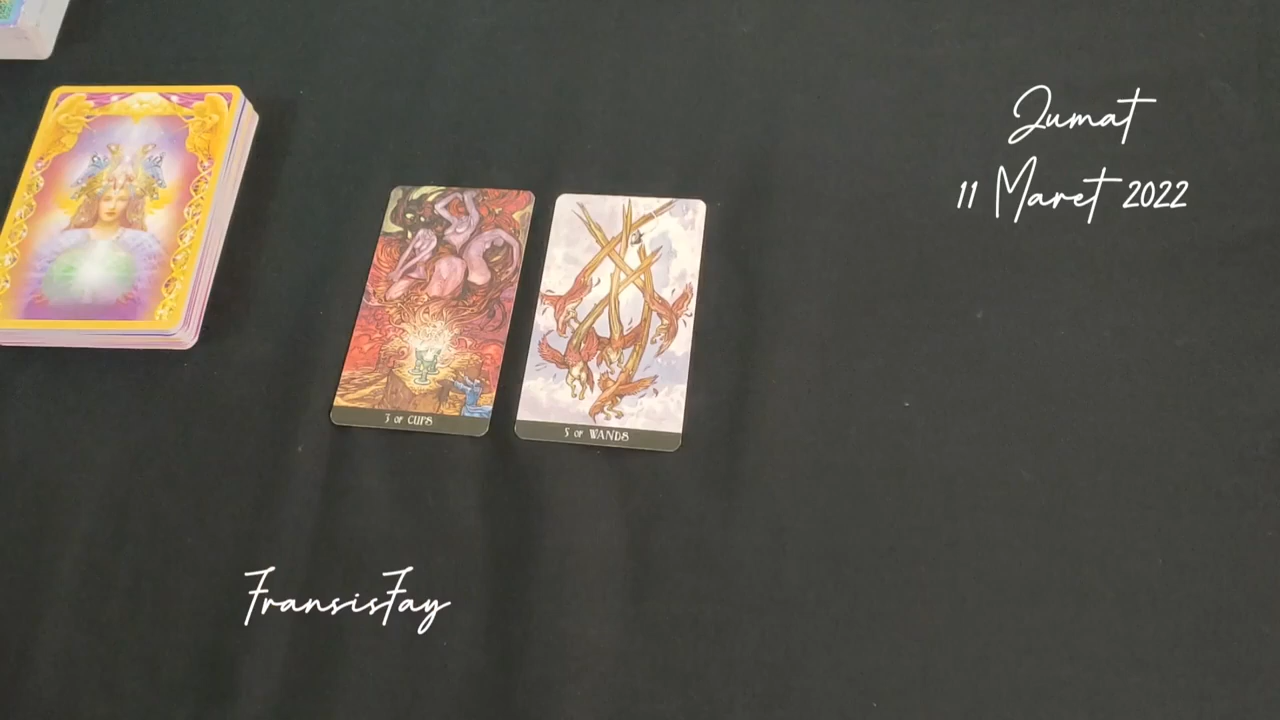 Jumat
11 Maret 2022
3 OF CUPS
5 OF WANDS
FransisFay